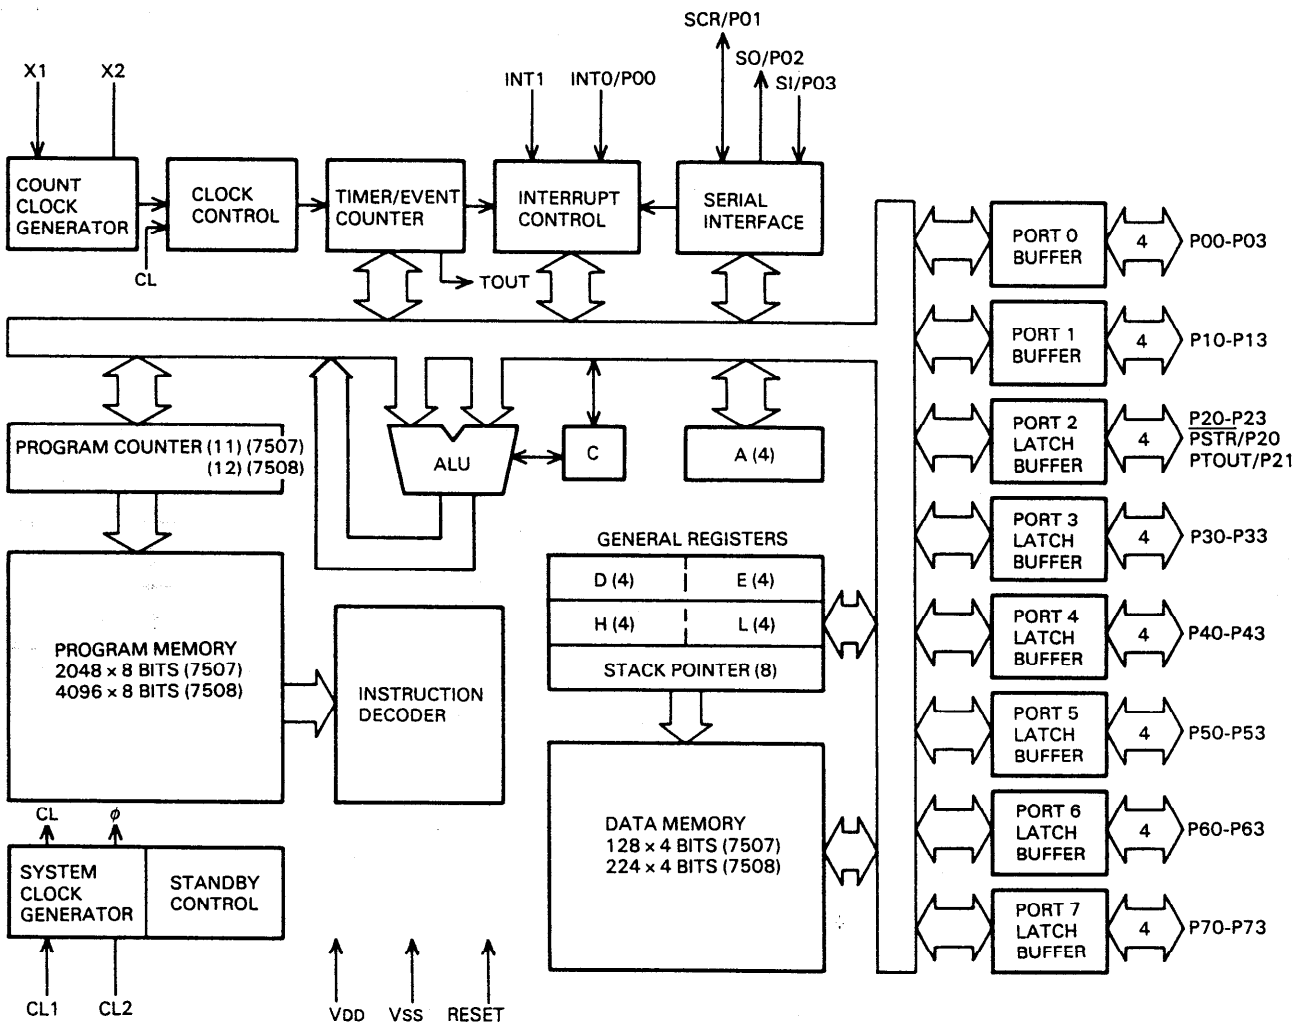 SCR/P01
SO/P02
X1
X2
INT1
INT0/P00
SI/P03
COUNT
CLOCK
GENERATOR
CLOCK
CONTROL
TIMER/EVENT
COUNTER
INTERRUPT
CONTROL
SERIAL
INTERFACE
CL
TOUT
PORT 0
BUFFER
4
P00-P03
PORT 1
BUFFER
4
P10-P13
PORT 2
LATCH
BUFFER
4
P20-P23
PSTR/P20
PTOUT/P21
PORT 3
LATCH
BUFFER
4
P30-P33
PORT 4
LATCH
BUFFER
4
P40-P43
PORT 5
LATCH
BUFFER
4
P50-P53
PORT 6
LATCH
BUFFER
4
P60-P63
PORT 7
LATCH
BUFFER
4
P70-P73
PROGRAM COUNTER (11) (7507)
(12) (7508)
ALU
C
A (4)
GENERAL REGISTERS
D (4)
E (4)
H (4)
L (4)
STACK POINTER (8)
PROGRAM MEMORY
2048 × 8 BITS (7507)
4096 × 8 BITS (7508)
INSTRUCTION
DECODER
DATA MEMORY
128 × 4 BITS (7507)
224 × 4 BITS (7508)
CL
ϕ
SYSTEM
CLOCK
GENERATOR
STANDBY
CONTROL
CL1
CL2
VDD
VSS
RESET